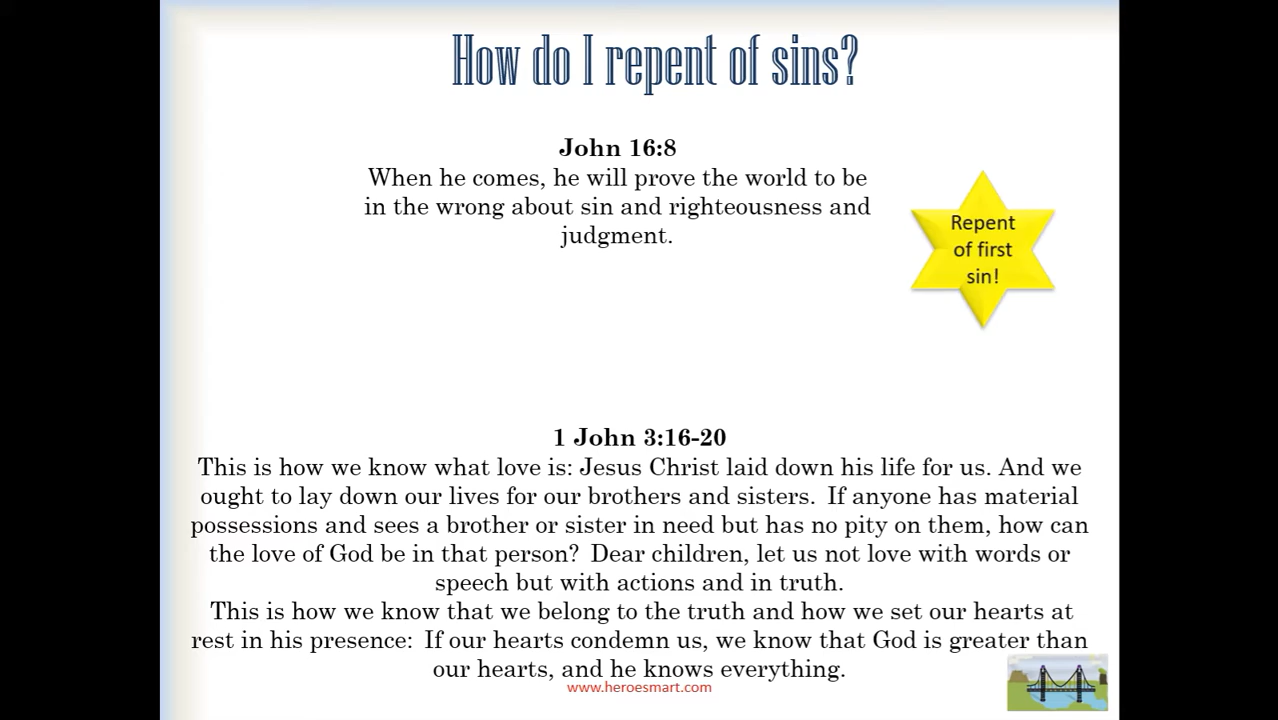 How do I repent of sins?
John 16:8
When he comes, he will prove the world to be
in the wrong about sin and righteousness and
judgment.
Repent
of first
sin!
1 John 3:16-20
This is how we know what love is: Jesus Christ laid down his life for us. And we
ought to lay down our lives for our brothers and sisters.  If anyone has material
possessions and sees a brother or sister in need but has no pity on them, how can
the love of God be in that person?  Dear children, let us not love with words or
speech but with actions and in truth.
This is how we know that we belong to the truth and how we set our hearts at
rest in his presence:  If our hearts condemn us, we know that God is greater than
our hearts, and he knows everything.
www.heroesmart.com